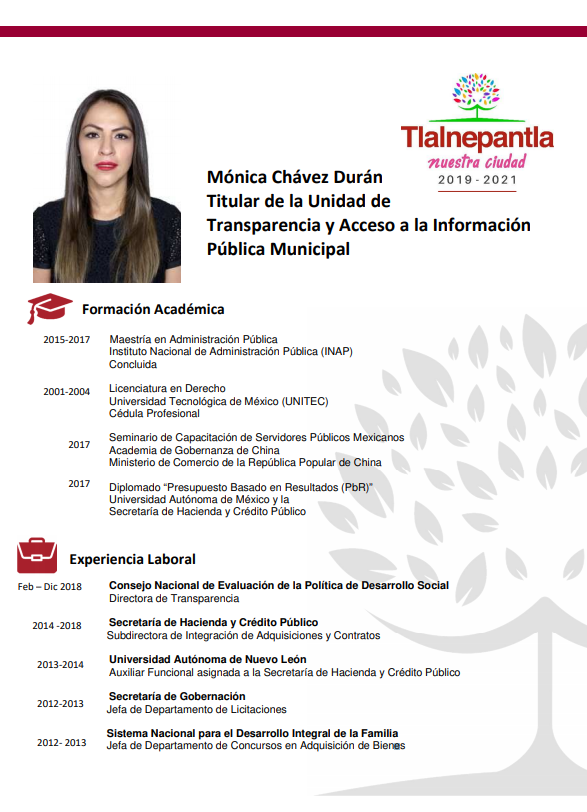 Tlalnepantla
nuestra ciudad
2019 - 2021
Mónica Chávez Durán
Titular de la Unidad de
Transparencia y Acceso a la Información
Pública Municipal
Formación Académica
2015-2017 Maestría en Administración Pública
Instituto Nacional de Administración Pública (INAP)
Concluida
2001-2004 Licenciatura en Derecho
Universidad Tecnológica de México (UNITEC)
Cédula Profesional
2017 Seminario de Capacitación de Servidores Públicos Mexicanos
Academia de Gobernanza de China
Ministerio de Comercio de la República Popular de China
2017 Diplomado “Presupuesto Basado en Resultados (PbR)”
Universidad Autónoma de México y la
Secretaría de Hacienda y Crédito Público
Experiencia Laboral
Feb – Dic 2018 Consejo Nacional de Evaluación de la Política de Desarrollo Social
Directora de Transparencia
2014 -2018 Secretaría de Hacienda y Crédito Público
Subdirectora de Integración de Adquisiciones y Contratos
2013-2014 Universidad Autónoma de Nuevo León
Auxiliar Funcional asignada a la Secretaría de Hacienda y Crédito Público
2012-2013 Secretaría de Gobernación
Jefa de Departamento de Licitaciones
2012- 2013 Sistema Nacional para el Desarrollo Integral de la Familia
Jefa de Departamento de Concursos en Adquisición de Bienes